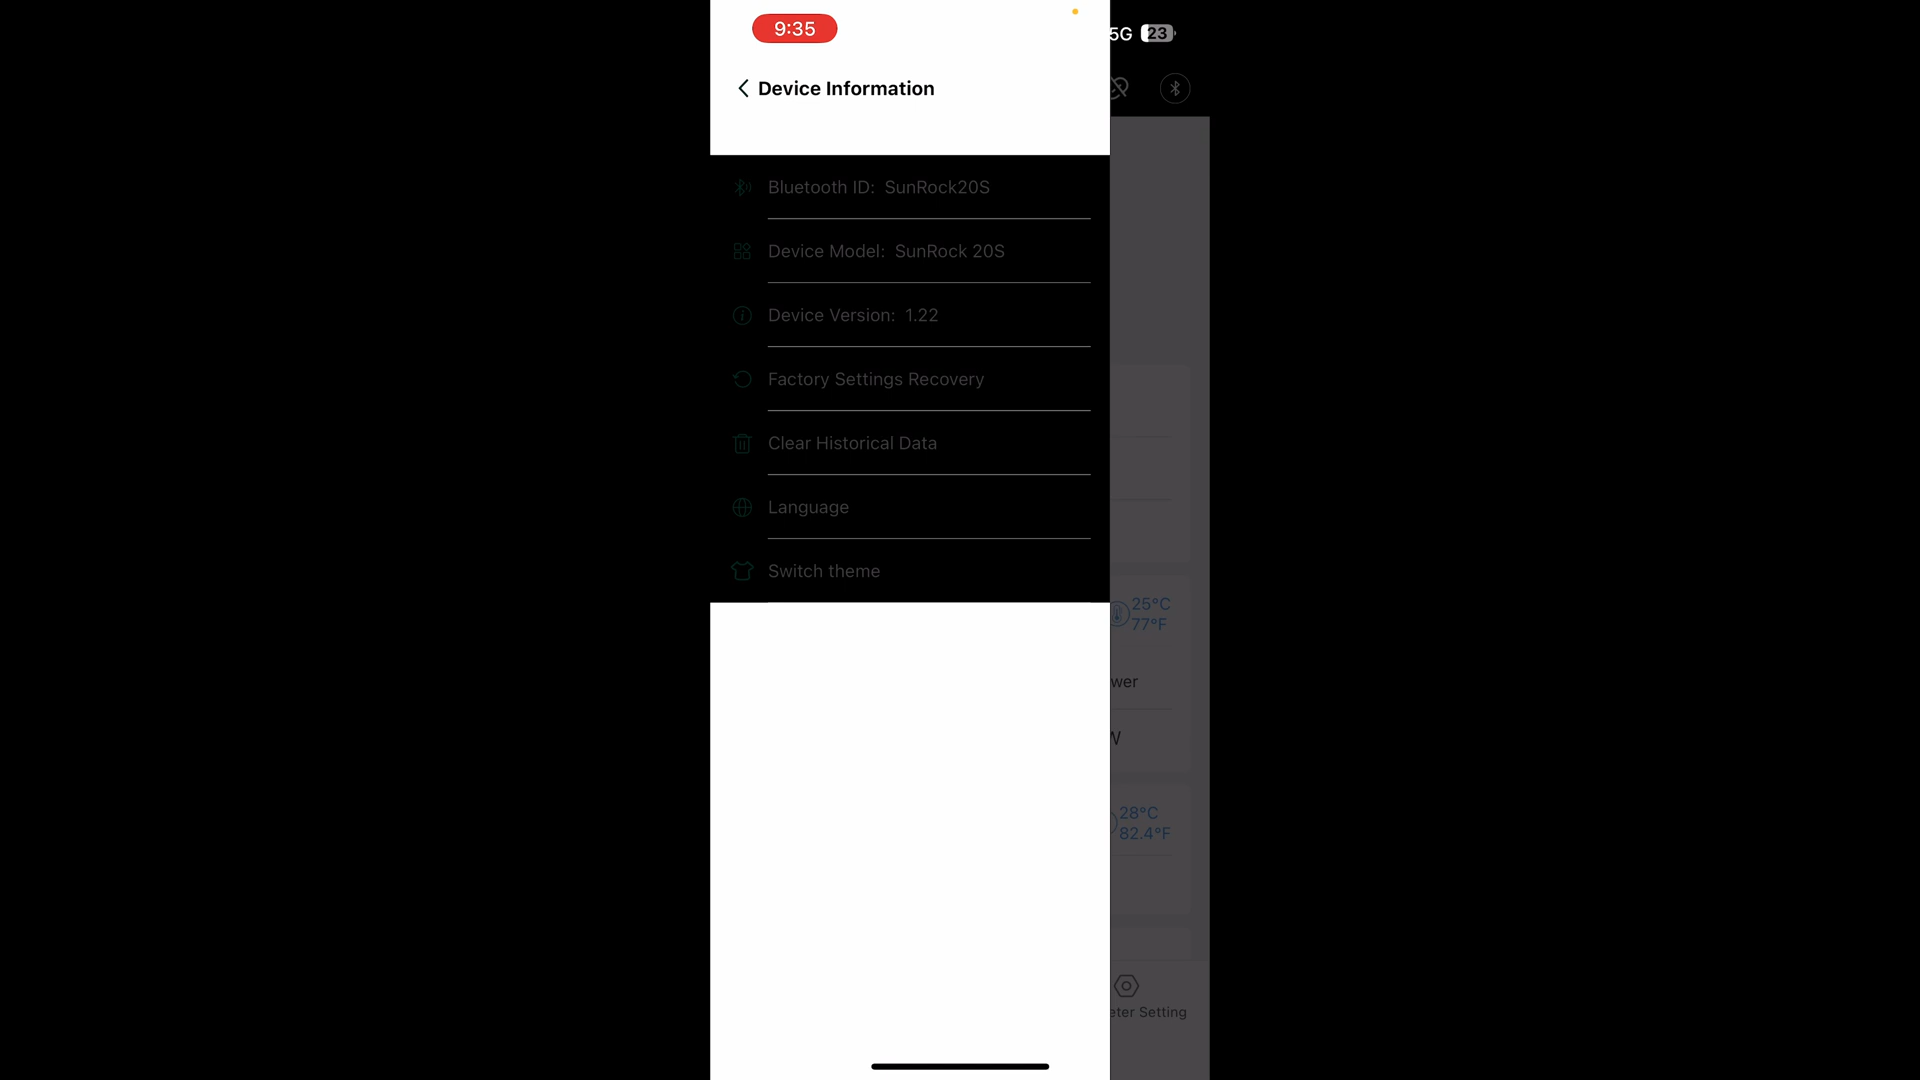 9:35
5G 23
Device Information
Bluetooth ID: SunRock20S
Device Model: SunRock 20S
Device Version: 1.22
Factory Settings Recovery
Clear Historical Data
Language
Switch theme
25°C
77°F
wer
W
28°C
82.4°F
eter Setting